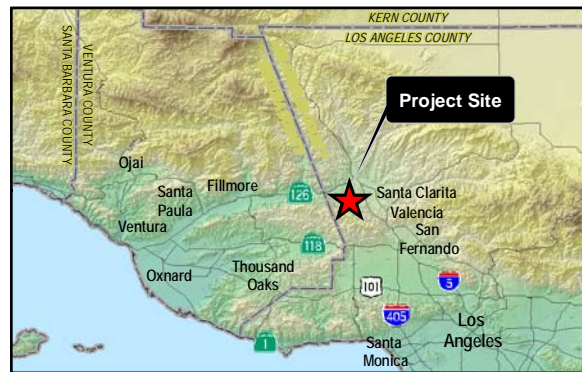 KERN COUNTY
LOS ANGELES COUNTY
SANTA BARBARA COUNTY
VENTURA COUNTY
Project Site
Ojai
Santa
Paula
Fillmore
126
Santa Clarita
Valencia
San
Fernando
Ventura
118
Oxnard
Thousand
Oaks
101
5
405
Los
Angeles
1
Santa
Monica